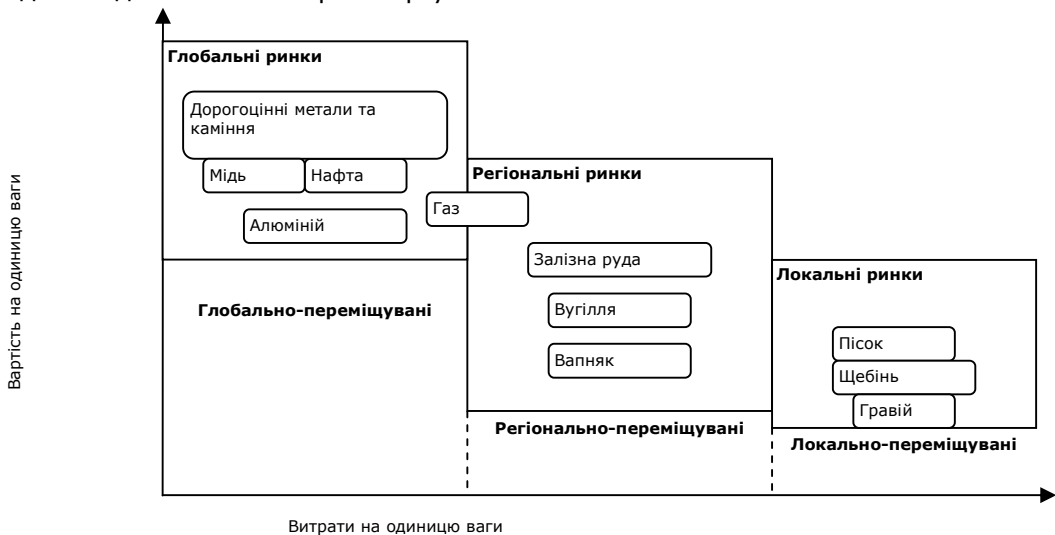 Глобальні ринки
Дорогоцінні метали та
каміння
Мідь
Нафта
Алюміній
Газ
Регіональні ринки
Залізна руда
Вугілля
Вапняк
Локальні ринки
Пісок
Щебінь
Гравій
Глобально-переміщувані
Регіонально-переміщувані
Локально-переміщувані
Вартість на одиницю ваги
Витрати на одиницю ваги